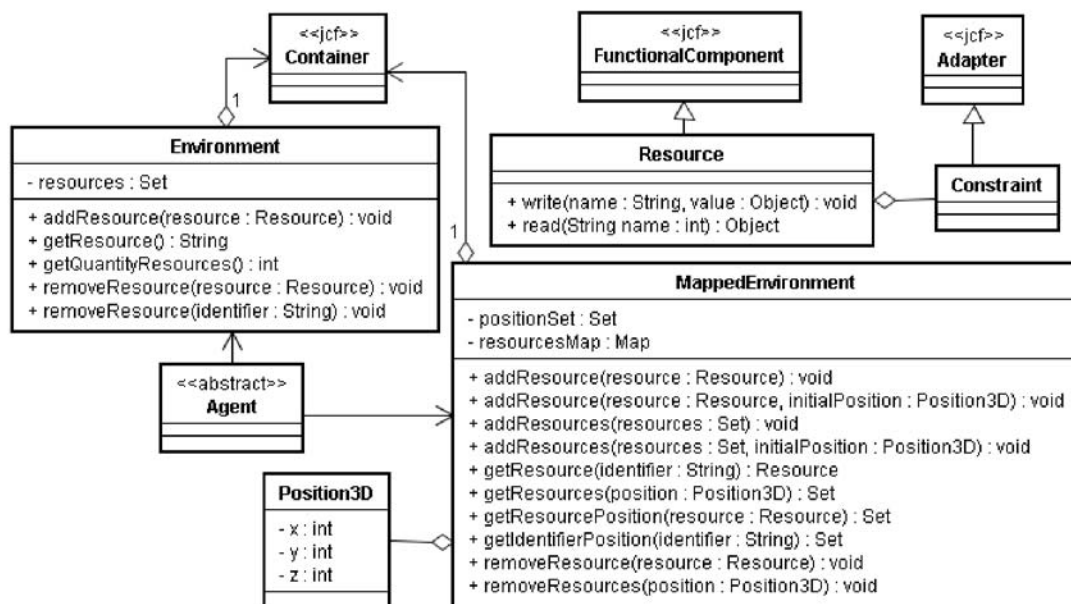 <<jcf>>
Container
<<jcf>>
FunctionalComponent
<<jcf>>
Adapter
1
Environment
- resources : Set
+ addResource(resource : Resource) : void
+ getResource() : String
+ getQuantityResources() : int
+ removeResource(resource : Resource) : void
+ removeResource(identifier : String) : void
Resource
+ write(name : String, value : Object) : void
+ read(String name : int) : Object
Constraint
1
MappedEnvironment
- positionSet : Set
- resourcesMap : Map
+ addResource(resource : Resource) : void
+ addResource(resource : Resource, initialPosition : Position3D) : void
+ addResources(resources : Set) : void
+ addResources(resources : Set, initialPosition : Position3D) : void
+ getResource(identifier : String) : Resource
+ getResources(position : Position3D) : Set
+ getResourcePosition(resource : Resource) : Set
+ getIdentifierPosition(identifier : String) : Set
+ removeResource(resource : Resource) : void
+ removeResources(position : Position3D) : void
<<abstract>>
Agent
Position3D
- x : int
- y : int
- z : int